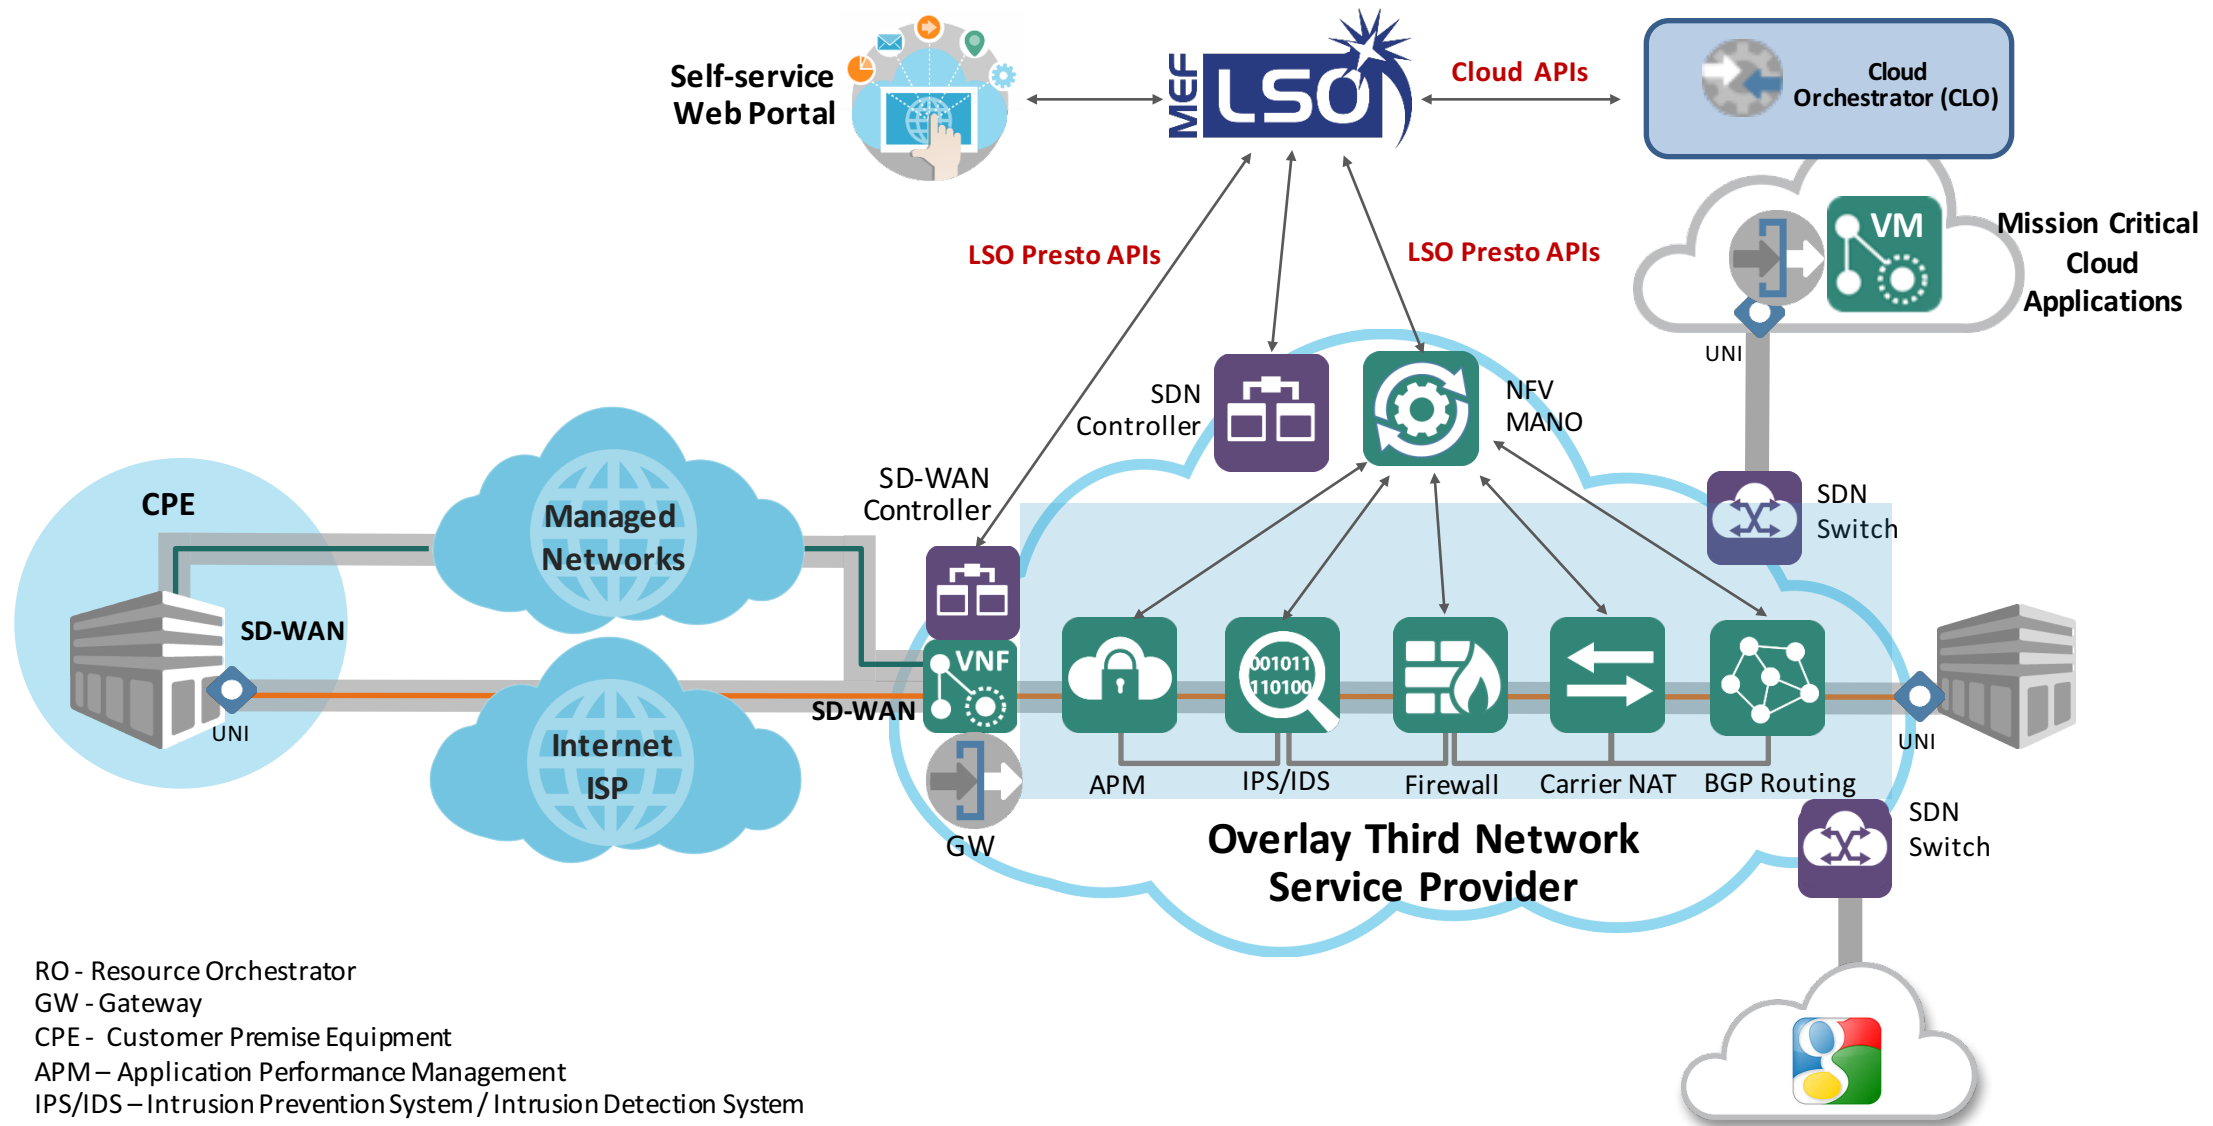 Self-service
Web Portal
MEF
LSO
Cloud APIs
Cloud
Orchestrator (CLO)
VM
Mission Critical
Cloud
Applications
UNI
LSO Presto APIs
LSO Presto APIs
SDN
Controller
NFV
MANO
SD-WAN
Controller
SDN
Switch
CPE
Managed
Networks
SD-WAN
UNI
Internet
ISP
SD-WAN
VNF
GW
001011
110100
APM
IPS/IDS
Firewall
Carrier NAT
BGP Routing
UNI
SDN
Switch
Overlay Third Network
Service Provider
g
RO - Resource Orchestrator
GW - Gateway
CPE - Customer Premise Equipment
APM – Application Performance Management
IPS/IDS – Intrusion Prevention System / Intrusion Detection System